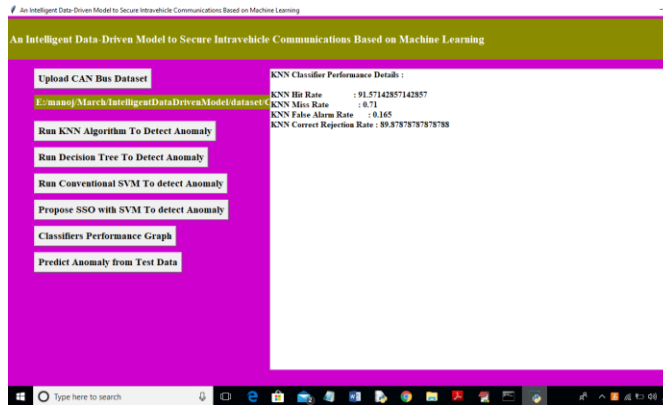 An Intelligent Data-Driven Model to Secure Intravehicle Communications Based on Machine Learning
An Intelligent Data-Driven Model to Secure Intravehicle Communications Based on Machine Learning
Upload CAN Bus Dataset
E:/manoj/March/IntelligentDataDrivenModel/dataset/C
Run KNN Algorithm To Detect Anomaly
Run Decision Tree To Detect Anomaly
Run Conventional SVM To detect Anomaly
Propose SSO with SVM To detect Anomaly
Classifiers Performance Graph
Predict Anomaly from Test Data
KNN Classifier Performance Details :
KNN Hit Rate : 91.57142857142857
KNN Miss Rate : 0.71
KNN False Alarm Rate : 0.165
KNN Correct Rejection Rate : 89.87878787878788
Type here to search